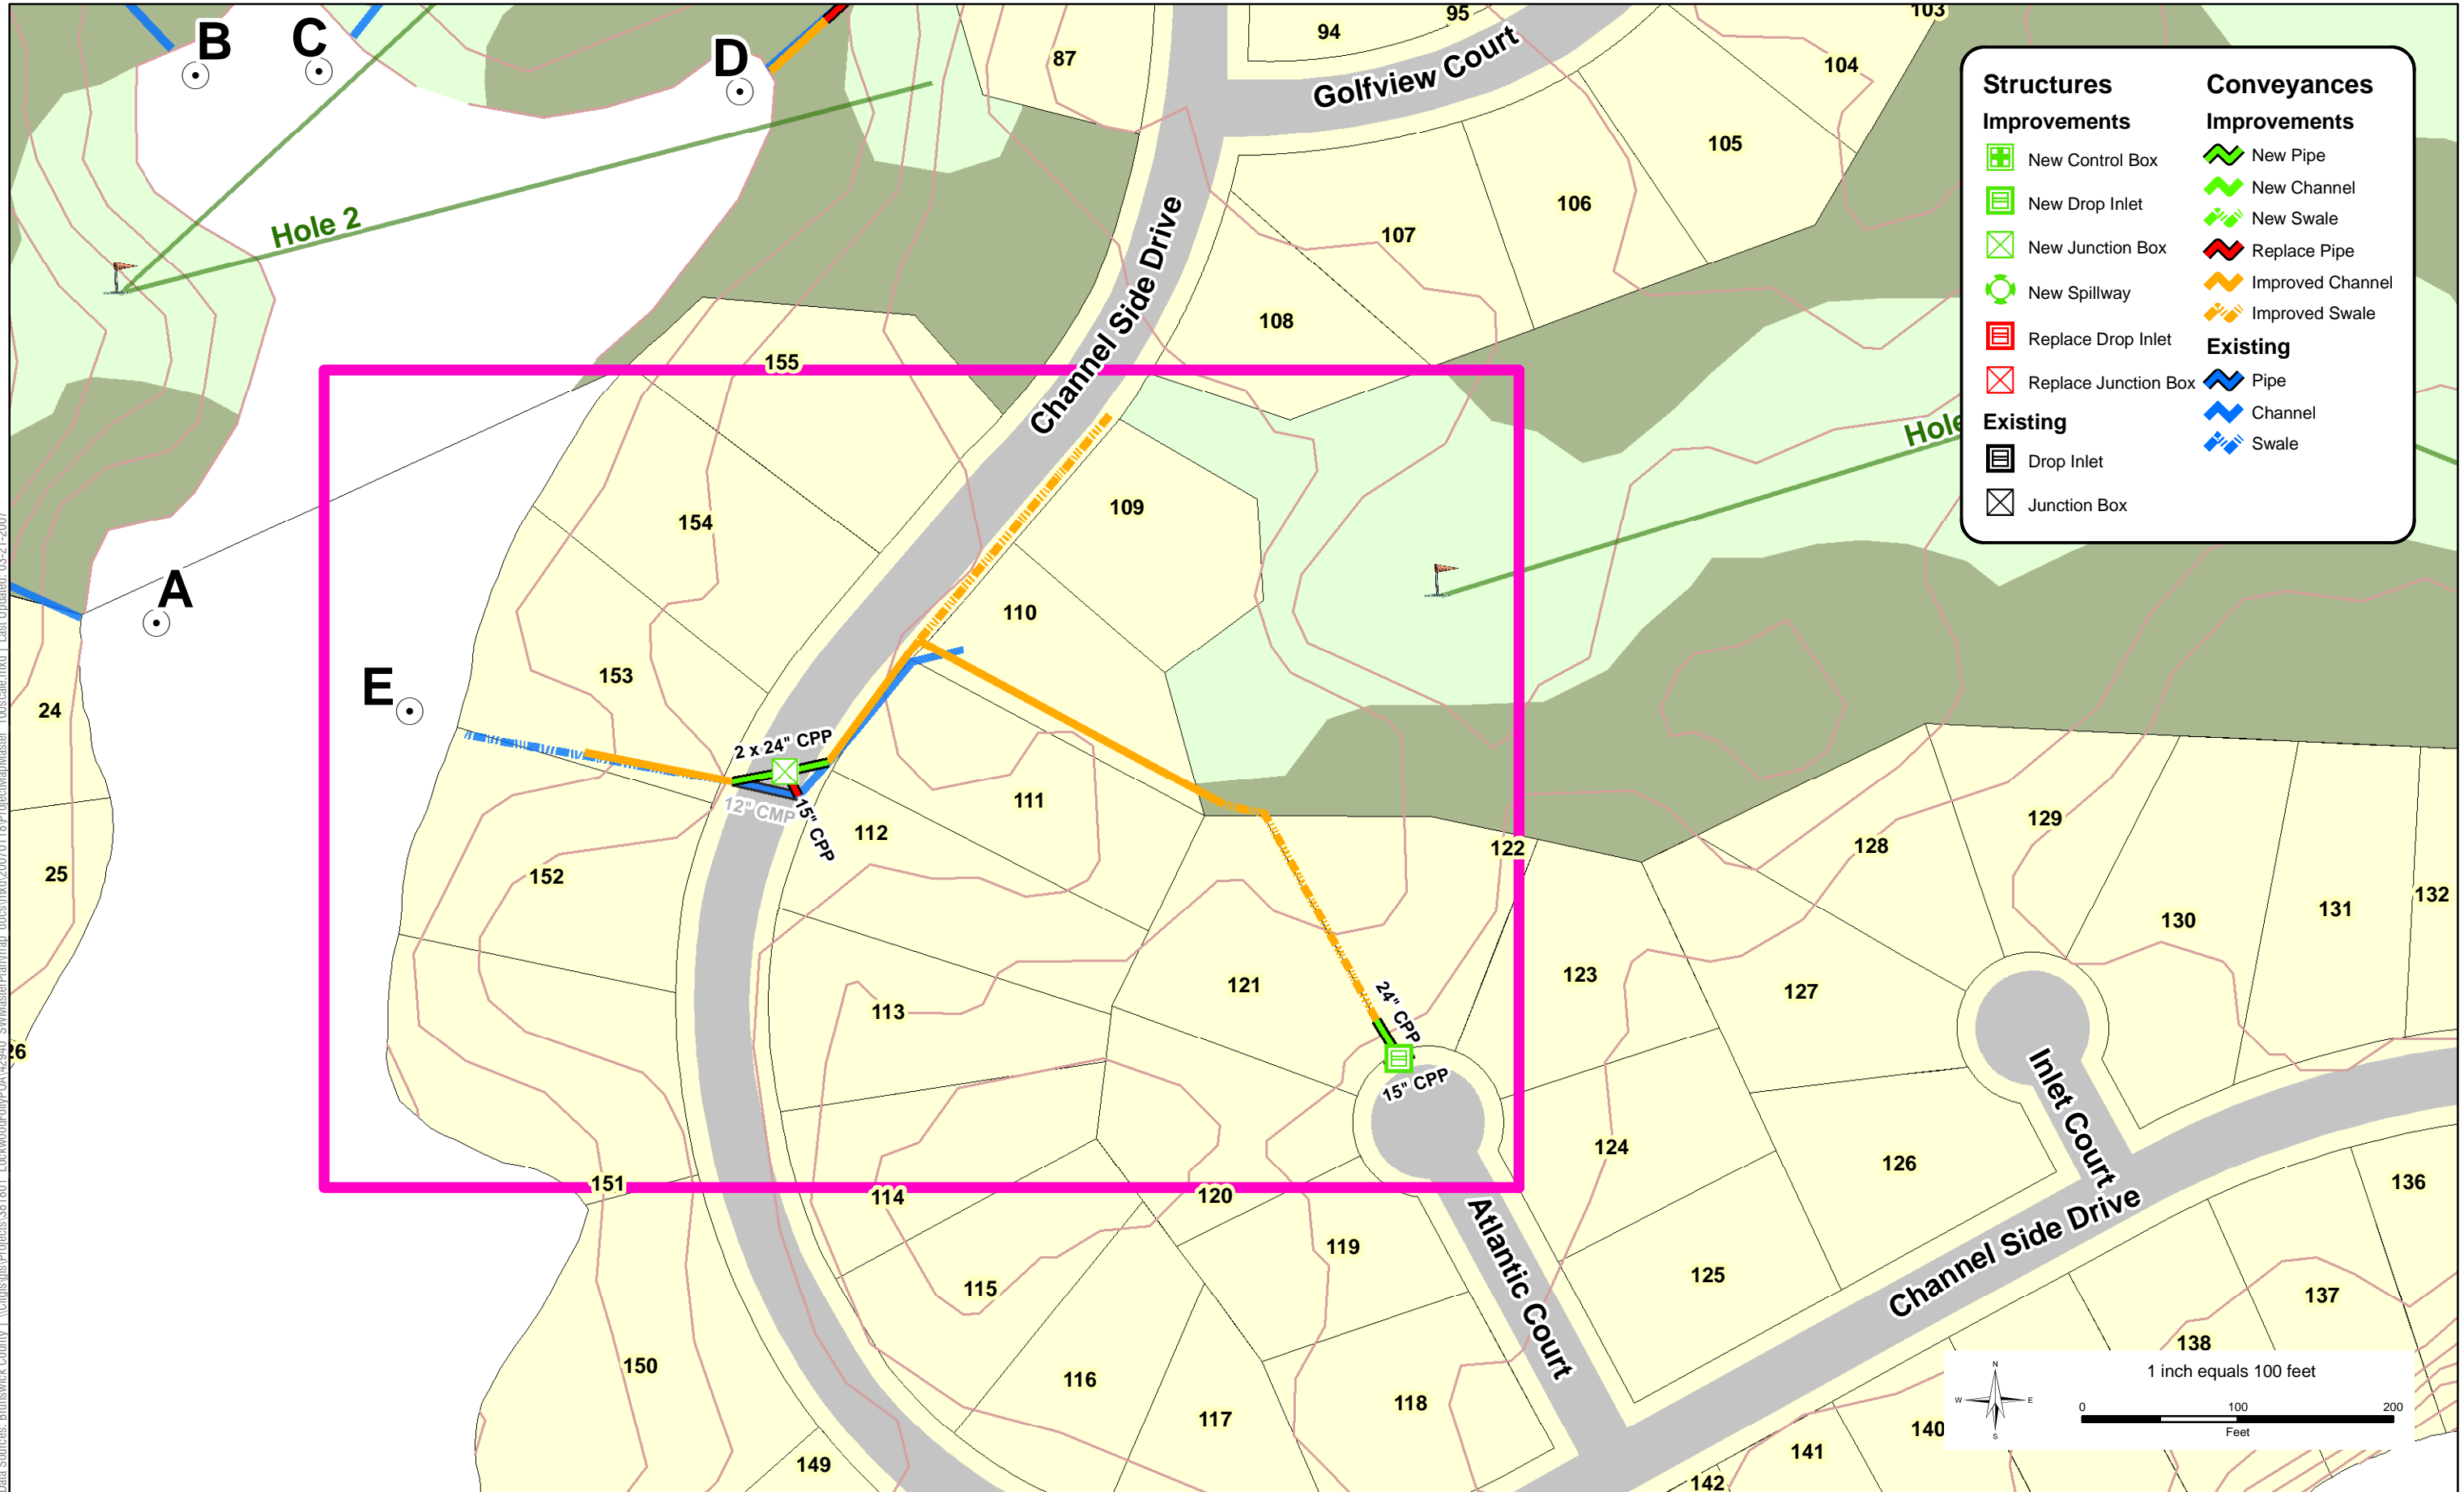 B
C
D
87
94
95
103
104
Golfview Court
105
106
107
108
Hole 2
Channel Side Drive
Structures
Improvements
New Control Box
New Drop Inlet
New Junction Box
New Spillway
Replace Drop Inlet
Replace Junction Box
Existing
Drop Inlet
Junction Box
Conveyances
Improvements
New Pipe
New Channel
New Swale
Replace Pipe
Improved Channel
Improved Swale
Existing
Pipe
Channel
Swale
Hole
155
154
109
110
A
E
153
24
25
26
2 x 24" CPP
12" CMP
15" CPP
111
112
152
122
121
113
24" CPP
15" CPP
123
124
129
128
130
131
132
127
126
Inlet Court
151
114
120
119
Atlantic Court
125
Channel Side Drive
136
137
138
115
150
116
117
118
149
140
141
142
N
W
E
S
1 inch equals 100 feet
0 100 200
Feet